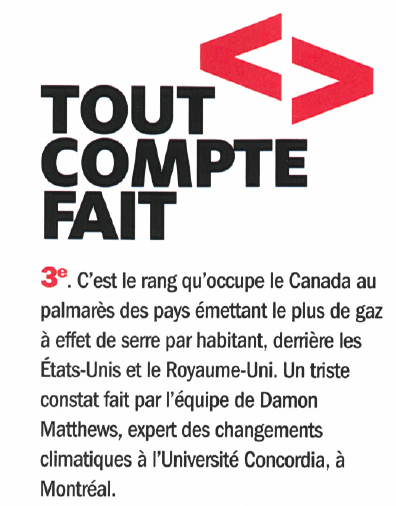 TOUT
COMPTE
FAIT
3e. C'est le rang qu'occupe le Canada au
palmarès des pays émettant le plus de gaz
à effet de serre par habitant, derrière les
États-Unis et le Royaume-Uni. Un triste
constat fait par l'équipe de Damon
Matthews, expert des changements
climatiques à l'Université Concordia, à
Montréal.